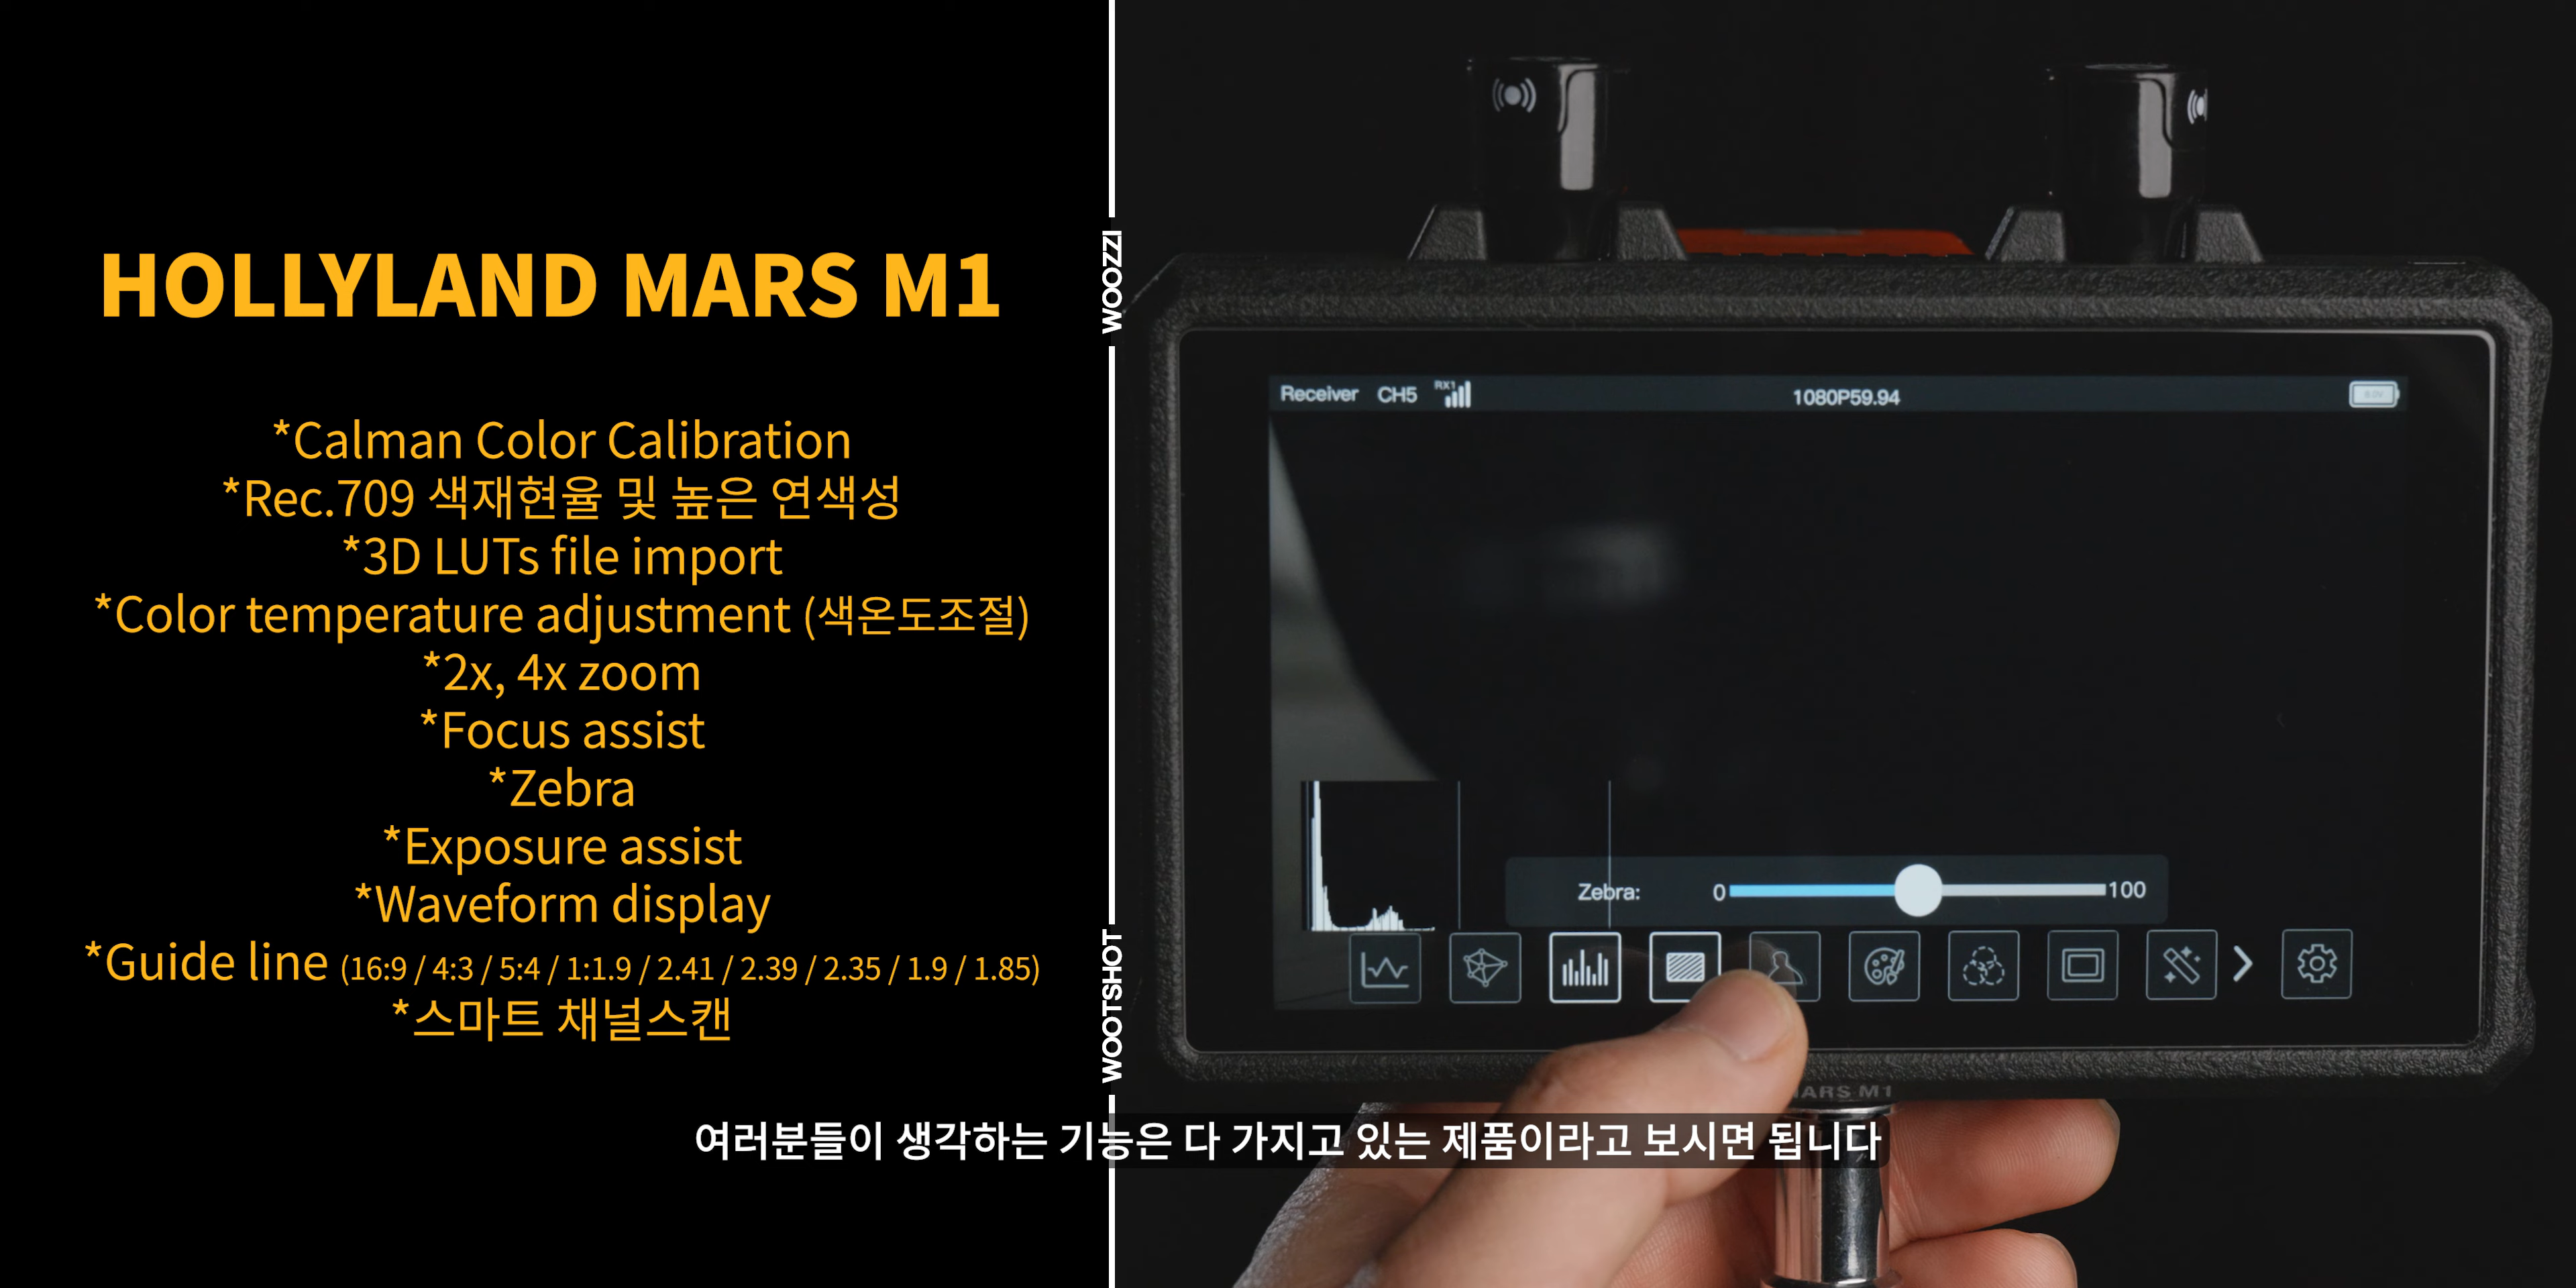 HOLLYLAND MARS M1
*Calman Color Calibration
*Rec.709 색재현율 및 높은 연색성
*3D LUTs file import
*Color temperature adjustment (색온도조절)
*2x, 4x zoom
*Focus assist
*Zebra
*Exposure assist
*Waveform display
*Guide line (16:9 / 4:3 / 5:4 / 1:1.9 / 2.41 / 2.39 / 2.35 / 1.9 / 1.85)
*스마트 채널스캔
WOOZZI
WOOTSHOT
Receiver CH5 RX1 1080P59.94
Zebra: 0 100
MARS M1
여러분들이 생각하는 기능은 다 가지고 있는 제품이라고 보시면 됩니다